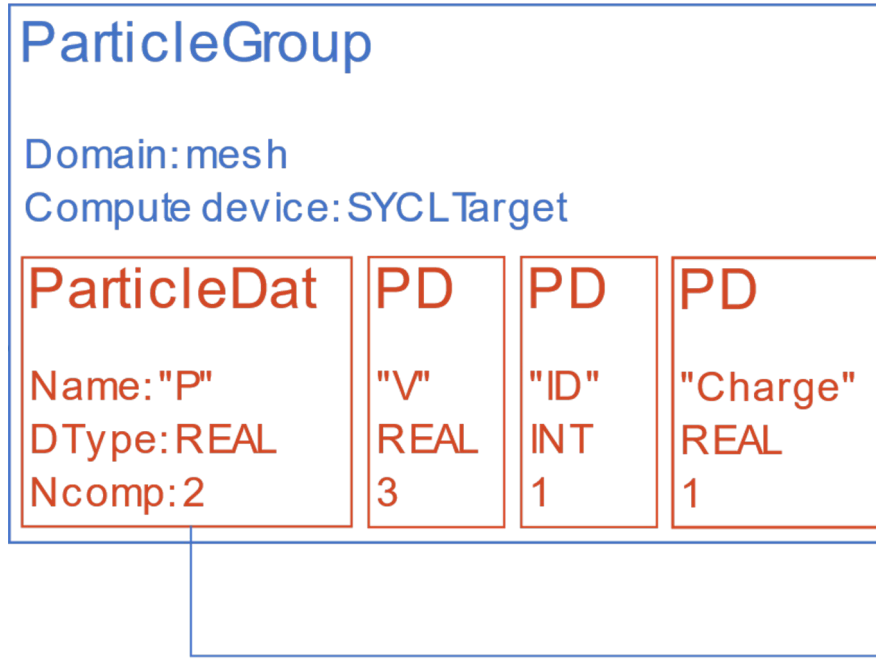 ParticleGroup
Domain: mesh
Compute device: SYCLTarget
ParticleDat
Name: "P"
DType: REAL
Ncomp: 2
PD
"V"
REAL
3
PD
"ID"
INT
1
PD
"Charge"
REAL
1